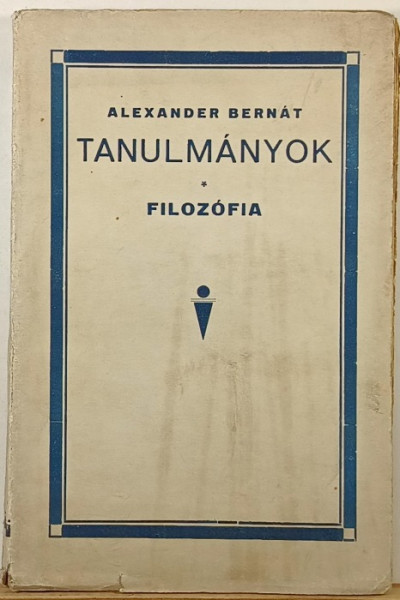 ALEXANDER BERNÁT
TANULMÁNYOK
*
FILOZÓFIA